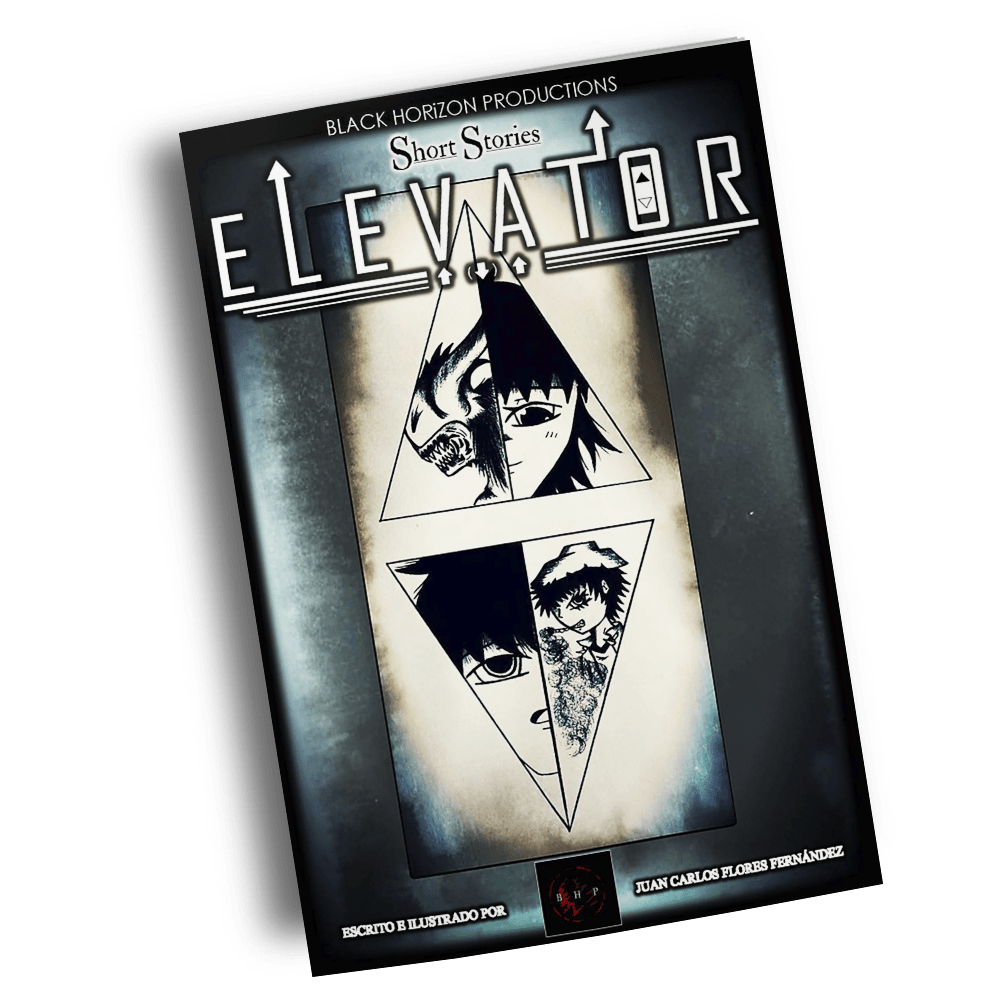 BLACK HORiZON PRODUCTIONS
Short Stories
ELEVATOR
B H P
ESCRITO E ILUSTRADO POR
JUAN CARLOS FLORES FERNÁNDEZ